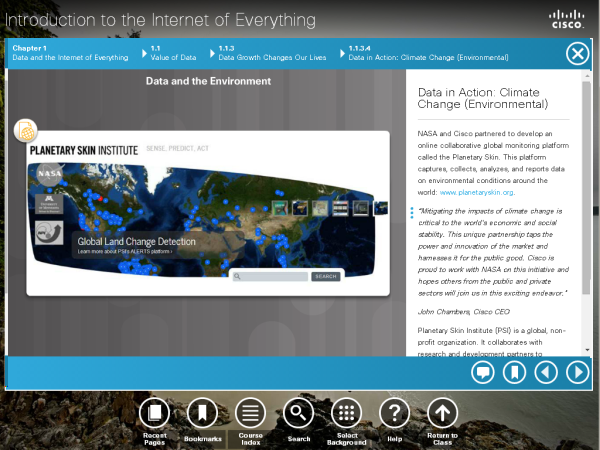 Introduction to the Internet of Everything
CISCO.
Chapter 1
Data and the Internet of Everything
1.1
Value of Data
1.1.3
Data Growth Changes Our Lives
1.1.3.4
Data in Action: Climate Change (Environmental)
Data and the Environment
PLANETARY SKIN INSTITUTE SENSE, PREDICT, ACT
NASA
Global Land Change Detection
Learn more about PSI's ALERTS platform ›
SEARCH
Data in Action: Climate
Change (Environmental)
NASA and Cisco partnered to develop an
online collaborative global monitoring platform
called the Planetary Skin. This platform
captures, collects, analyzes, and reports data
on environmental conditions around the
world: www.planetaryskin.org.
"Mitigating the impacts of climate change is
critical to the world's economic and social
stability. This unique partnership taps the
power and innovation of the market and
harnesses it for the public good. Cisco is
proud to work with NASA on this initiative and
hopes others from the public and private
sectors will join us in this exciting endeavor."
John Chambers, Cisco CEO
Planetary Skin Institute (PSI) is a global, non-
profit organization. It collaborates with
research and development partners to
Recent
Pages
Bookmarks
Course
Index
Search
Select
Background
Help
Return to
Class